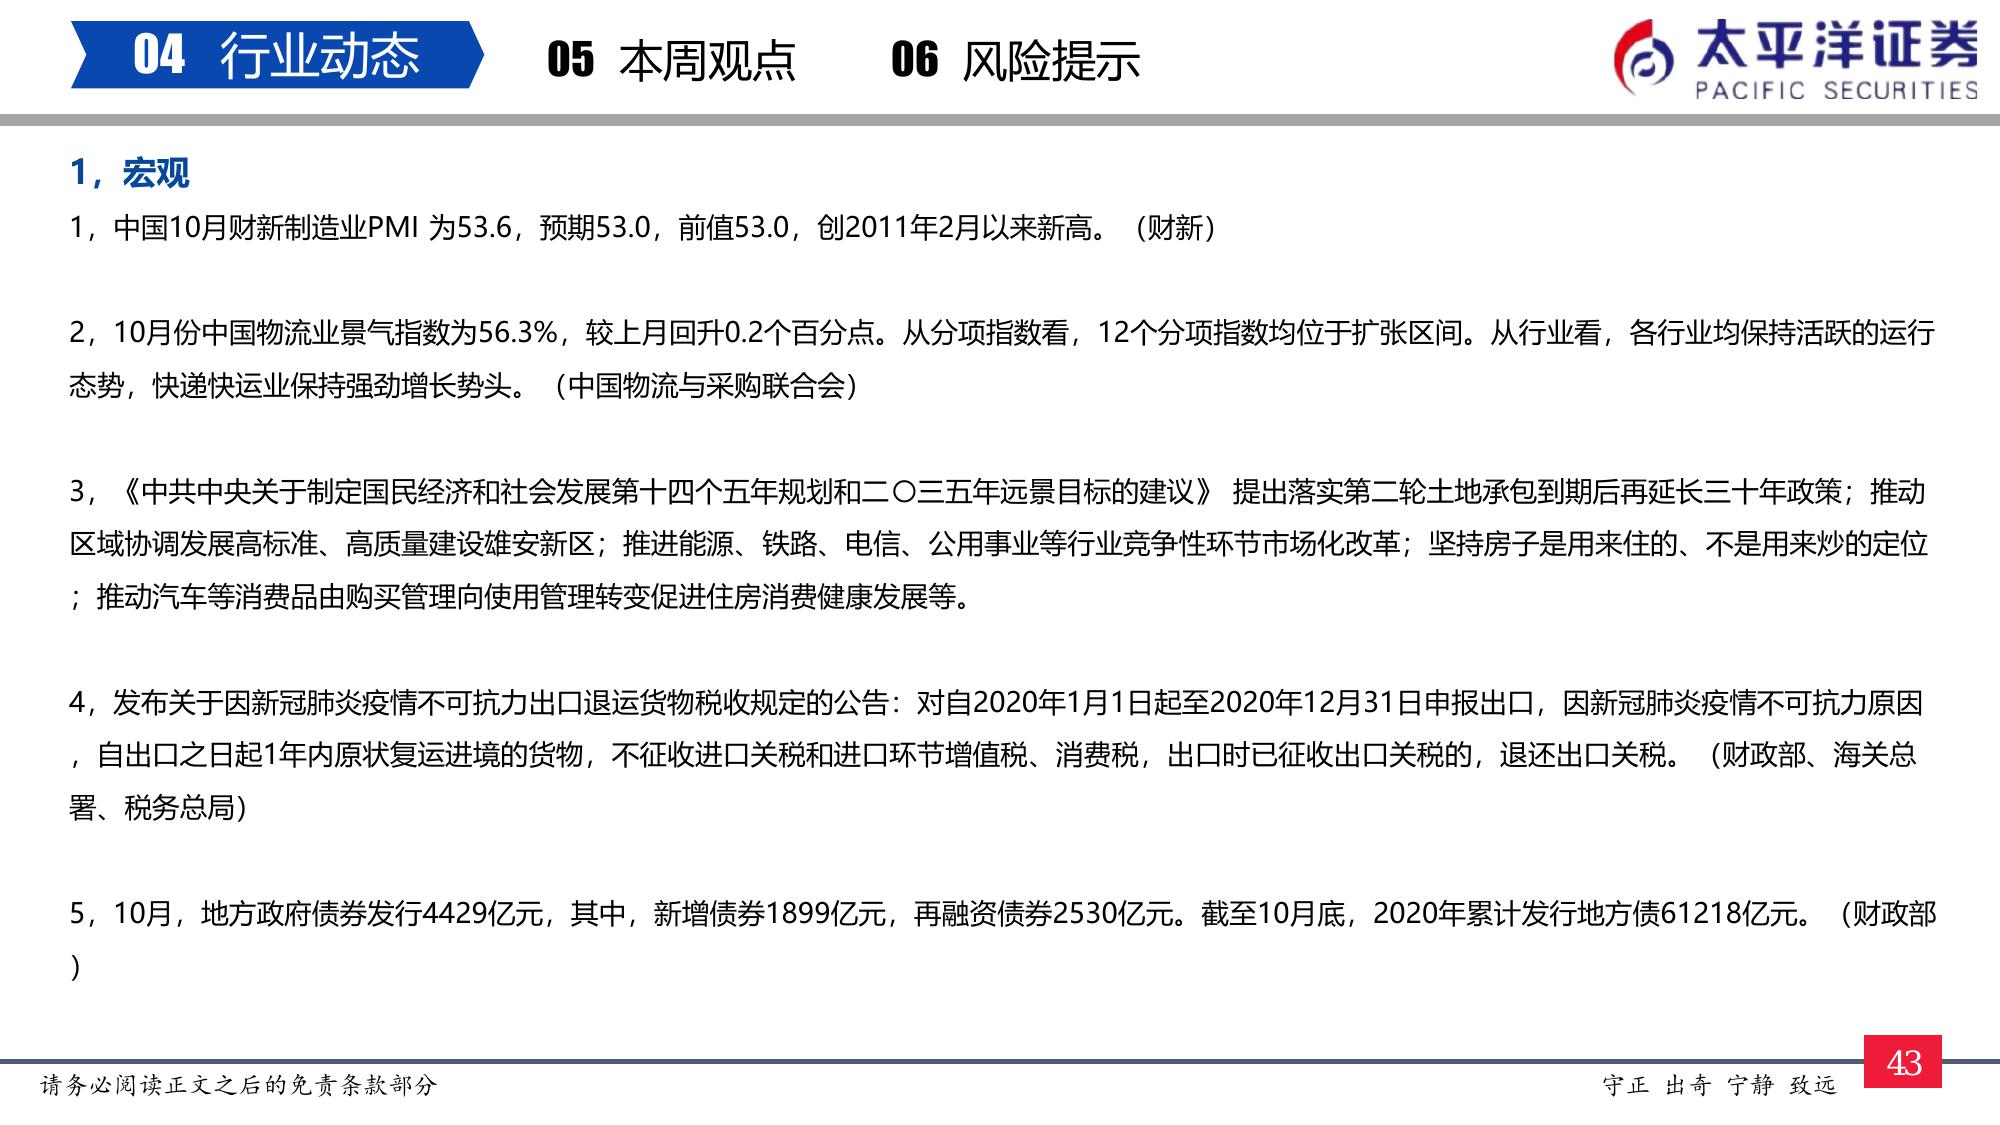 04 行业动态 05 本周观点 06 风险提示
太平洋证券
PACIFIC SECURITIES
1，宏观
1，中国10月财新制造业PMI 为53.6，预期53.0，前值53.0，创2011年2月以来新高。（财新）
2，10月份中国物流业景气指数为56.3%，较上月回升0.2个百分点。从分项指数看，12个分项指数均位于扩张区间。从行业看，各行业均保持活跃的运行
态势，快递快运业保持强劲增长势头。（中国物流与采购联合会）
3，《中共中央关于制定国民经济和社会发展第十四个五年规划和二〇三五年远景目标的建议》 提出落实第二轮土地承包到期后再延长三十年政策；推动
区域协调发展高标准、高质量建设雄安新区；推进能源、铁路、电信、公用事业等行业竞争性环节市场化改革；坚持房子是用来住的、不是用来炒的定位
；推动汽车等消费品由购买管理向使用管理转变促进住房消费健康发展等。
4，发布关于因新冠肺炎疫情不可抗力出口退运货物税收规定的公告：对自2020年1月1日起至2020年12月31日申报出口，因新冠肺炎疫情不可抗力原因
，自出口之日起1年内原状复运进境的货物，不征收进口关税和进口环节增值税、消费税，出口时已征收出口关税的，退还出口关税。（财政部、海关总
署、税务总局）
5，10月，地方政府债券发行4429亿元，其中，新增债券1899亿元，再融资债券2530亿元。截至10月底，2020年累计发行地方债61218亿元。（财政部
）
43
请务必阅读正文之后的免责条款部分
守正 出奇 宁静 致远